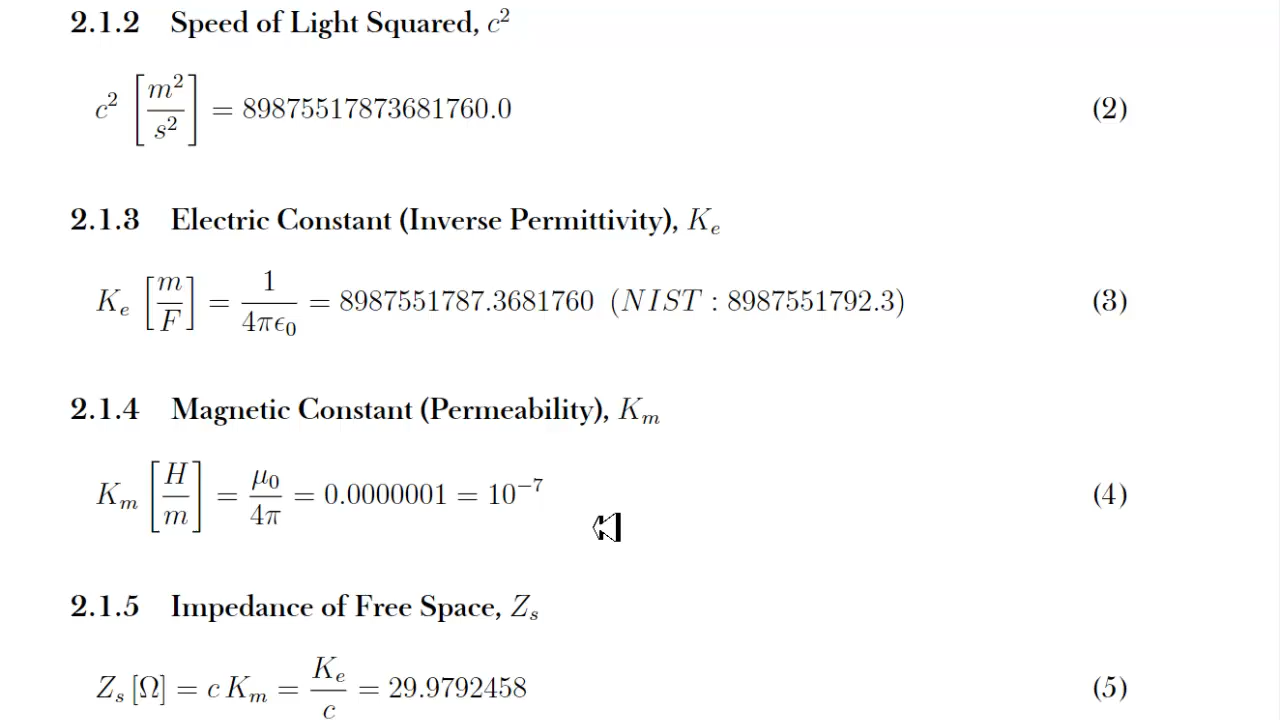 2.1.2 Speed of Light Squared, c²
c² [m²/s²] = 89875517873681760.0 (2)
2.1.3 Electric Constant (Inverse Permittivity), Kₑ
Kₑ [m/F] = 1/4πϵ₀ = 8987551787.3681760 (NIST : 8987551792.3) (3)
2.1.4 Magnetic Constant (Permeability), Kₘ
Kₘ [H/m] = μ₀/4π = 0.0000001 = 10⁻⁷ (4)
2.1.5 Impedance of Free Space, Zₛ
Zₛ [Ω] = c Kₘ = Kₑ/c = 29.9792458 (5)